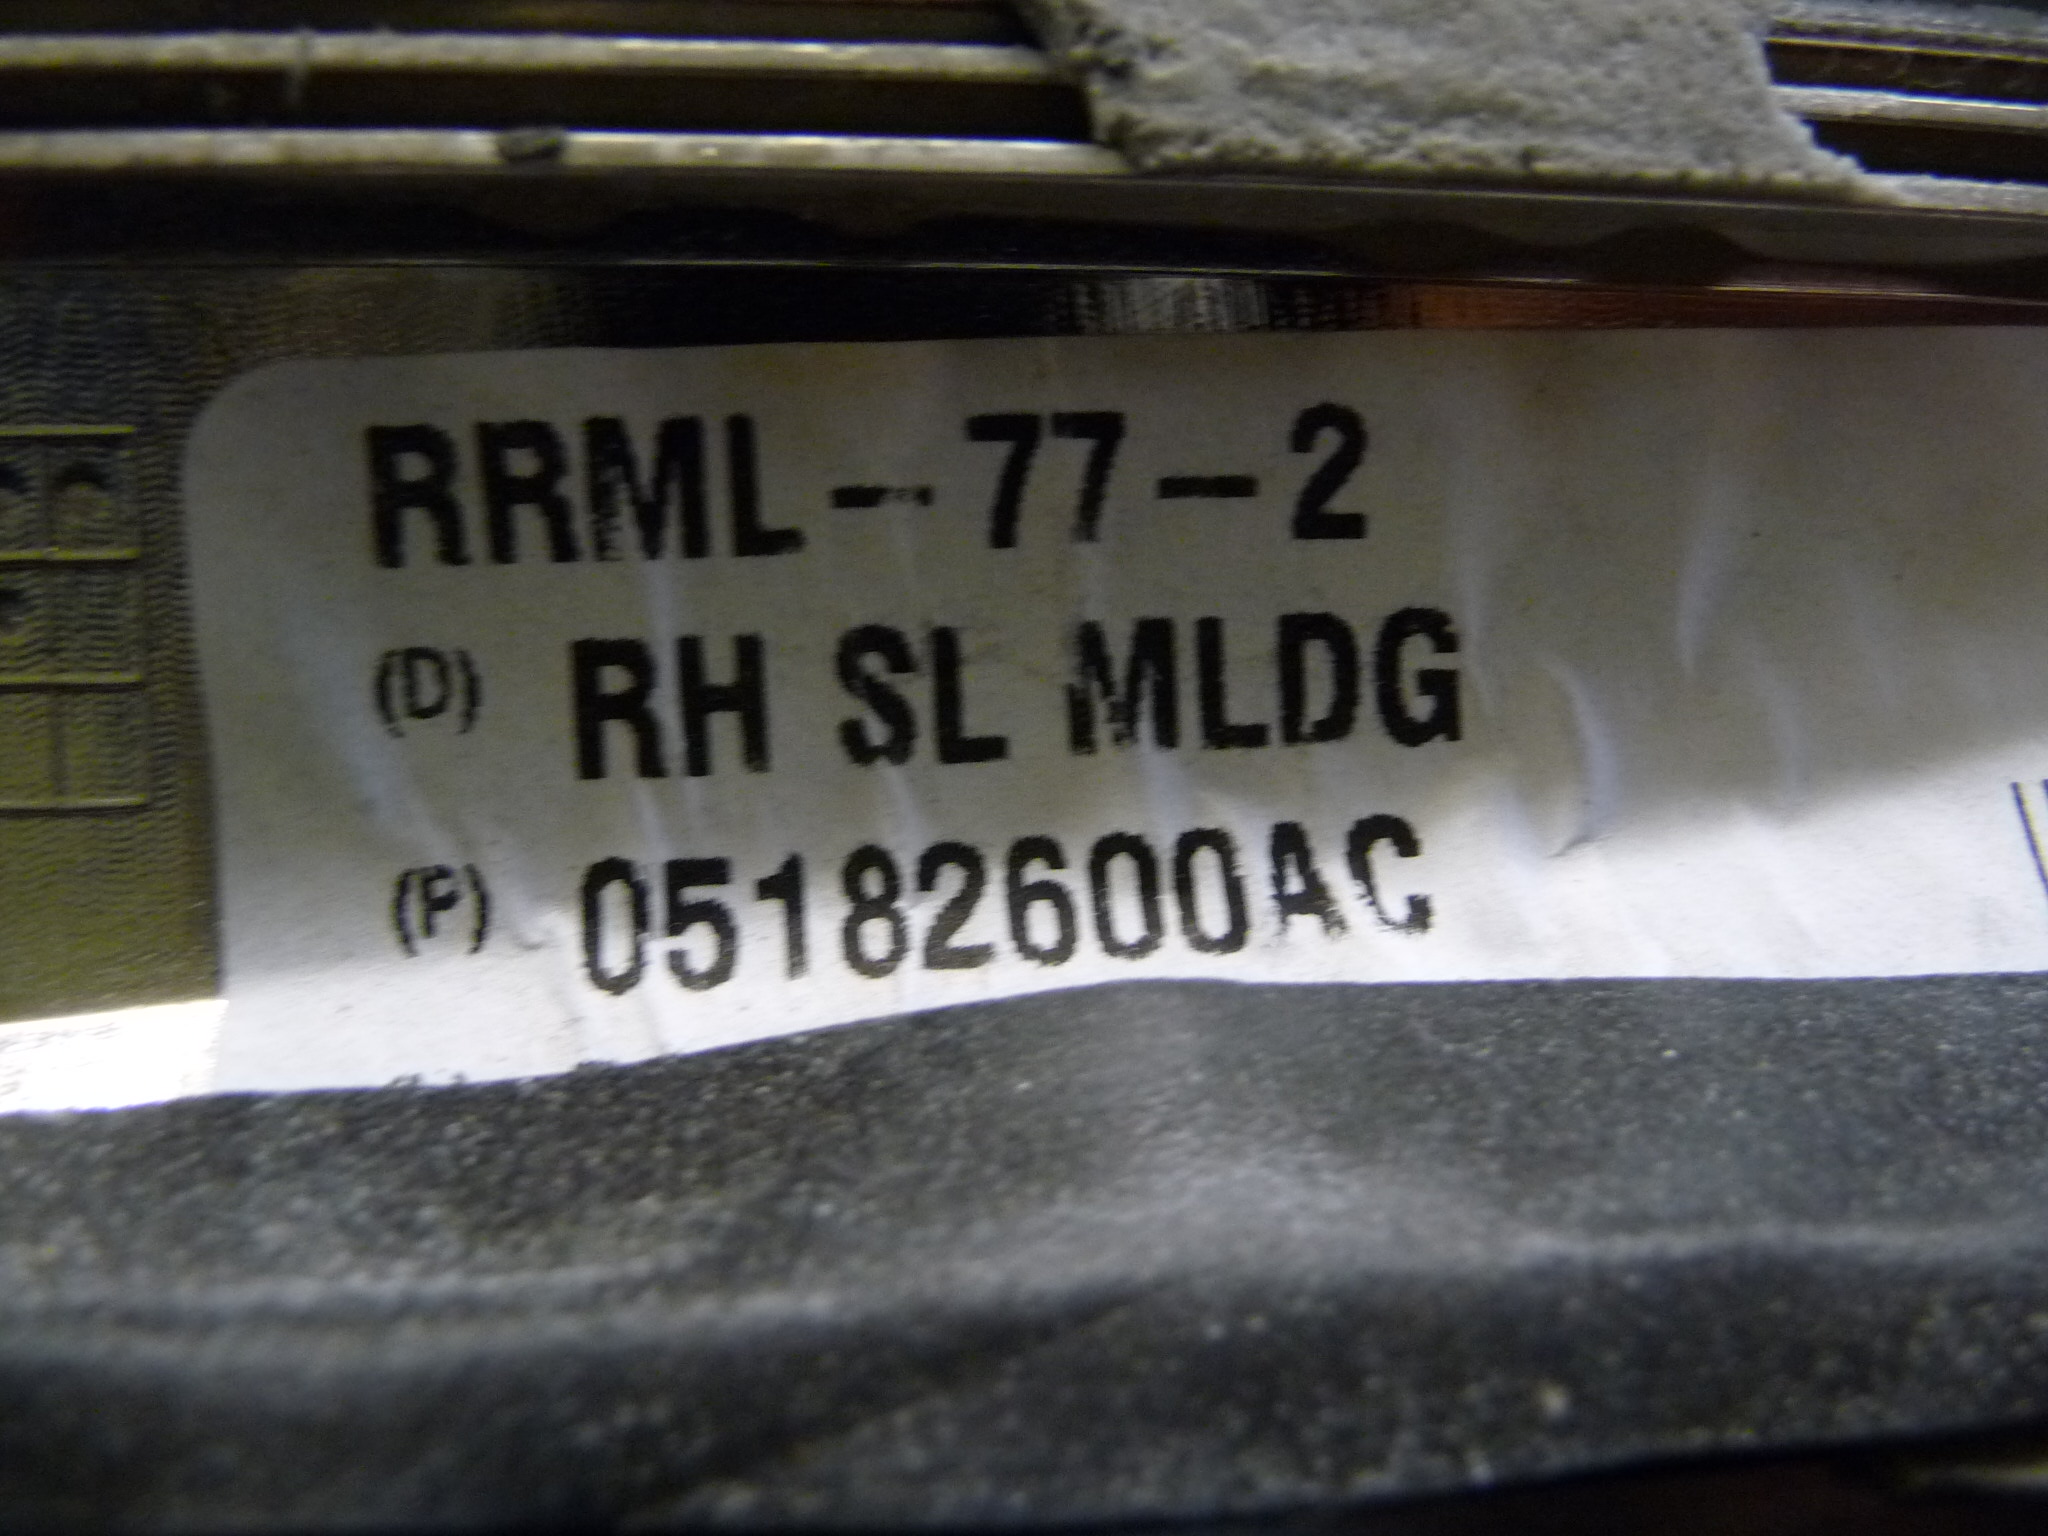 RRML-77-2
(D) RH SL MLDG
(P) 05182600AC